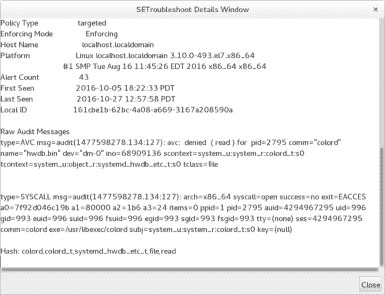 SETroubleshoot Details Window
Policy Type targeted
Enforcing Mode Enforcing
Host Name localhost.localdomain
Platform Linux localhost.localdomain 3.10.0-493.el7.x86_64
#1 SMP Tue Aug 16 11:45:26 EDT 2016 x86_64 x86_64
Alert Count 43
First Seen 2016-10-05 18:22:33 PDT
Last Seen 2016-10-27 12:57:58 PDT
Local ID 161cbe1b-62bc-4a08-a669-3167a208590a
Raw Audit Messages
type=AVC msg=audit(1477598278.134:127): avc: denied { read } for pid=2795 comm="colord"
name="hwdb.bin" dev="dm-0" ino=68909136 scontext=system_u:system_r:colord_t:s0
tcontext=system_u:object_r:systemd_hwdb_etc_t:s0 tclass=file
type=SYSCALL msg=audit(1477598278.134:127): arch=x86_64 syscall=open success=no exit=EACCES
a0=7f92d046c19b a1=80000 a2=1b6 a3=24 items=0 ppid=1 pid=2795 auid=4294967295 uid=996
gid=993 euid=996 suid=996 fsuid=996 egid=993 sgid=993 fsgid=993 tty=(none) ses=4294967295
comm=colord exe=/usr/libexec/colord subj=system_u:system_r:colord_t:s0 key=(null)
Hash: colord,colord_t,systemd_hwdb_etc_t,file,read
Close